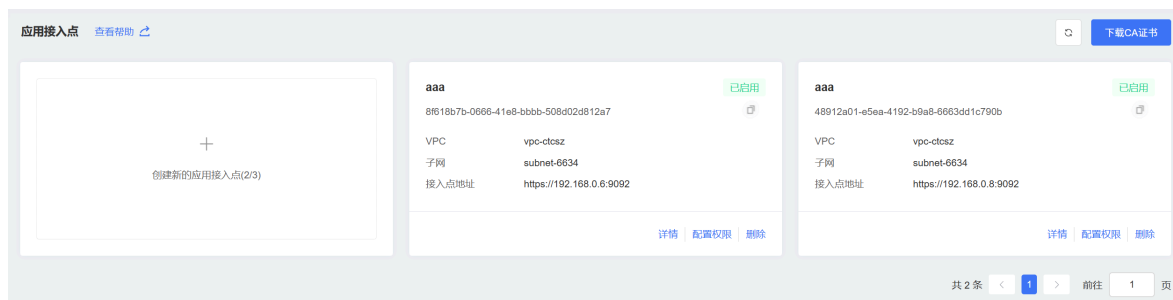 应用接入点 查看帮助 下载CA证书
创建新的应用接入点(2/3)
aaa 已启用
8f618b7b-0666-41e8-bbbb-508d02d812a7
VPC vpc-ctcsz
子网 subnet-6634
接入点地址 https://192.168.0.6:9092
详情 配置权限 删除
aaa 已启用
48912a01-e5ea-4192-b9a8-6663dd1c790b
VPC vpc-ctcsz
子网 subnet-6634
接入点地址 https://192.168.0.8:9092
详情 配置权限 删除
共 2 条 1 前往 1 页